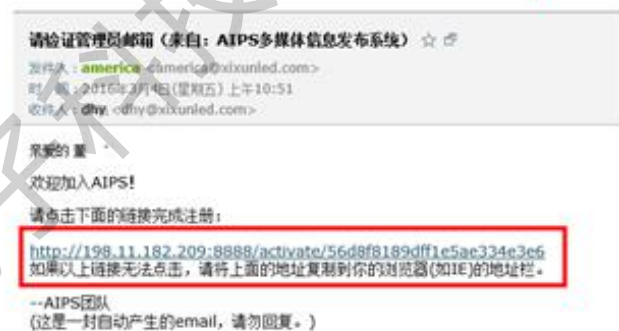 请验证管理员邮箱（来自：AIPS多媒体信息发布系统）
发件人：america <america@xixunled.com>
时 间：2016年3月4日(星期五) 上午10:51
收件人：dhy <dhy@xixunled.com>
亲爱的 董
欢迎加入AIPS!
请点击下面的链接完成注册：
http://198.11.182.209:8888/activate/56d8f8189dff1e5ae334e3e6
如果以上链接无法点击，请将上面的地址复制到你的浏览器(如IE)的地址栏。
--AIPS团队
(这是一封自动产生的email，请勿回复。)